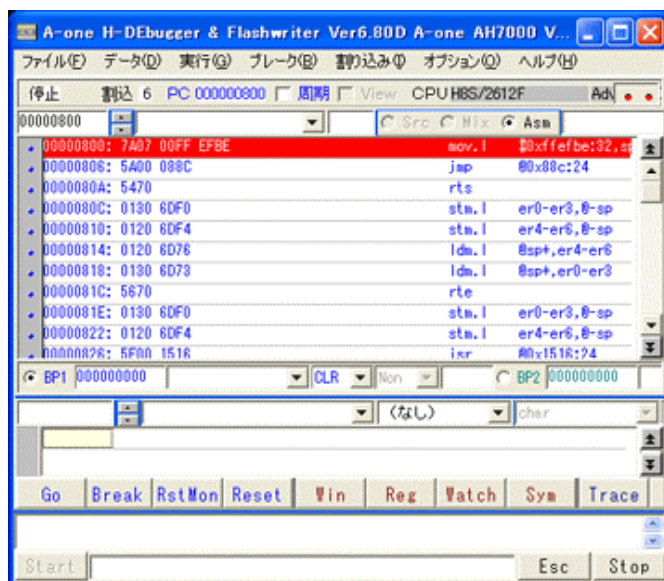 A-one H-DEbugger & Flashwriter Ver6.80D A-one AH7000 V...
ファイル(F) データ(D) 実行(G) ブレーク(B) 割り込み(I) オプション(O) ヘルプ(H)
停止 割込 6 PC 000000800 周期 View CPU H8S/2612F Adv
00000800 Src Mix Asm
00000800: 7A07 00FF EFBE mov.l #0xffefbe:32,sp
00000806: 5A00 088C jmp @0x88c:24
0000080A: 5470 rts
0000080C: 0130 6DF0 stm.l er0-er3,@-sp
00000810: 0120 6DF4 stm.l er4-er6,@-sp
00000814: 0120 6D76 ldm.l @sp+,er4-er6
00000818: 0130 6D73 ldm.l @sp+,er0-er3
0000081C: 5670 rte
0000081E: 0130 6DF0 stm.l er0-er3,@-sp
00000822: 0120 6DF4 stm.l er4-er6,@-sp
00000826: 5E00 1516 jsr @0x1516:24
BP1 000000000 CLR Non BP2 000000000
(なし) char
Go Break RstMon Reset Win Reg Watch Sym Trace
Start Esc Stop